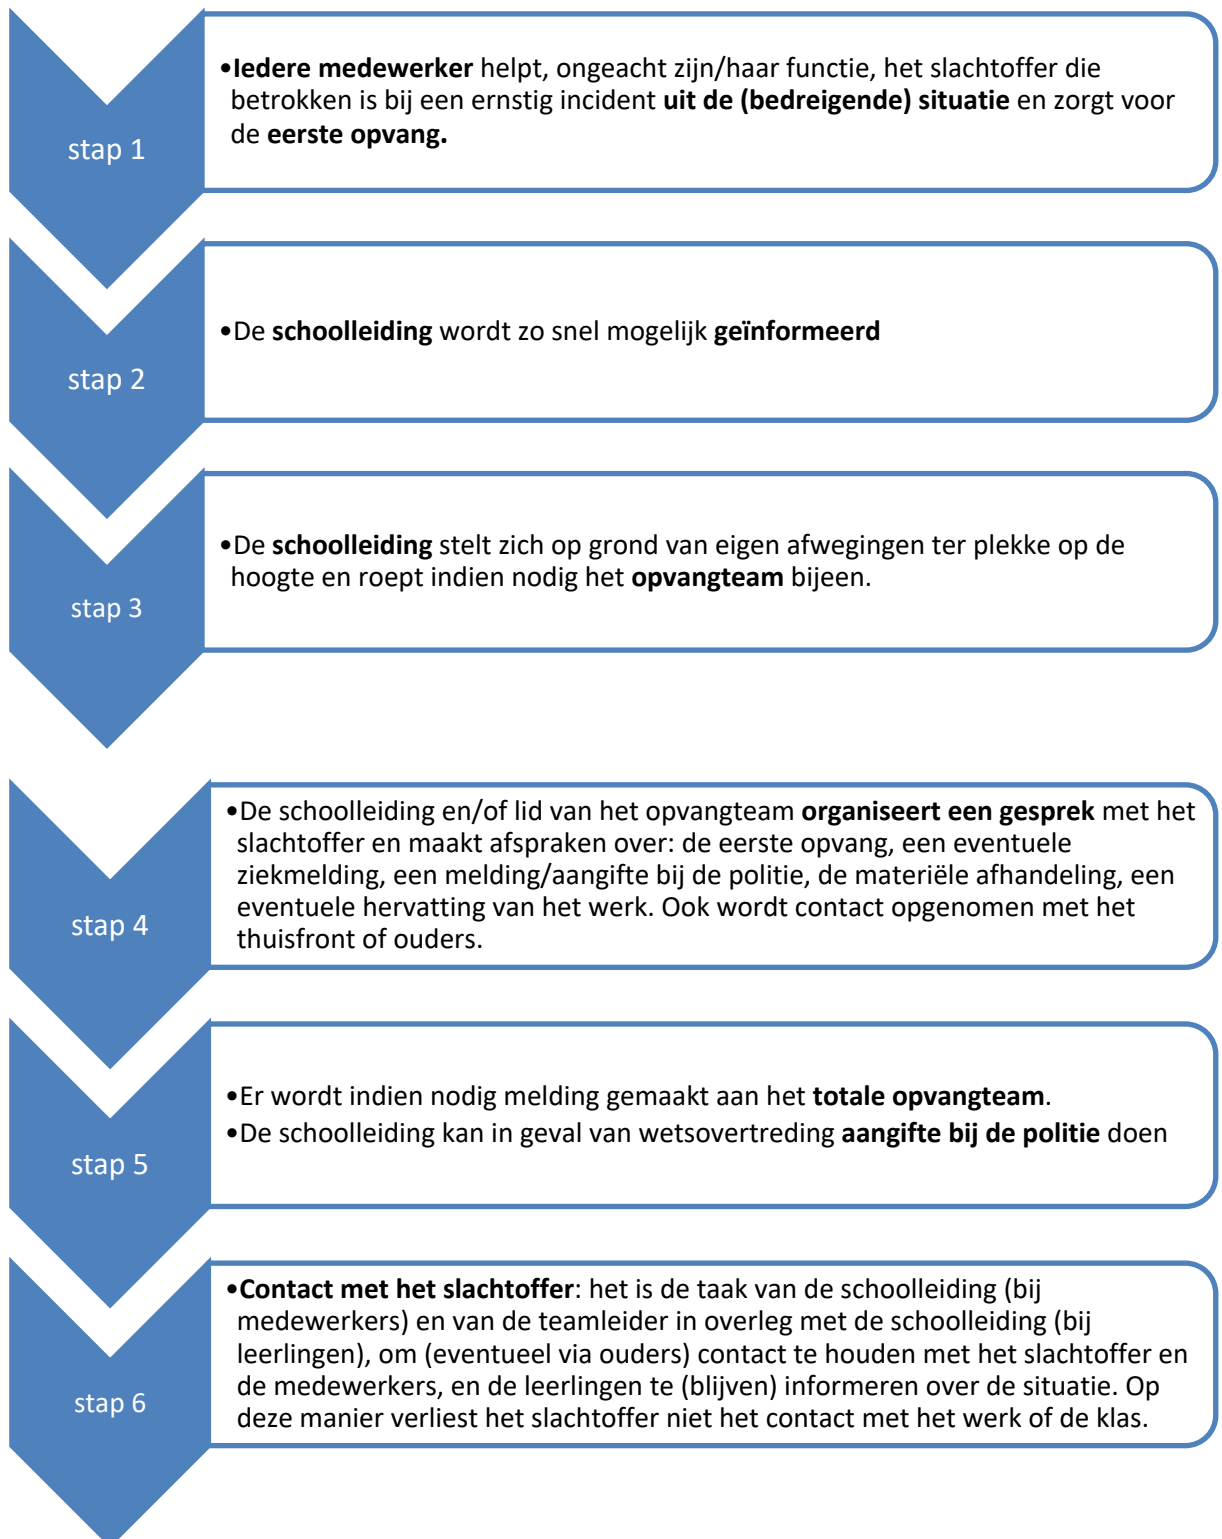 stap 1
•Iedere medewerker helpt, ongeacht zijn/haar functie, het slachtoffer die
betrokken is bij een ernstig incident uit de (bedreigende) situatie en zorgt voor
de eerste opvang.
stap 2
•De schoolleiding wordt zo snel mogelijk geïnformeerd
stap 3
•De schoolleiding stelt zich op grond van eigen afwegingen ter plekke op de
hoogte en roept indien nodig het opvangteam bijeen.
stap 4
•De schoolleiding en/of lid van het opvangteam organiseert een gesprek met het
slachtoffer en maakt afspraken over: de eerste opvang, een eventuele
ziekmelding, een melding/aangifte bij de politie, de materiële afhandeling, een
eventuele hervatting van het werk. Ook wordt contact opgenomen met het
thuisfront of ouders.
stap 5
•Er wordt indien nodig melding gemaakt aan het totale opvangteam.
•De schoolleiding kan in geval van wetsovertreding aangifte bij de politie doen
stap 6
•Contact met het slachtoffer: het is de taak van de schoolleiding (bij
medewerkers) en van de teamleider in overleg met de schoolleiding (bij
leerlingen), om (eventueel via ouders) contact te houden met het slachtoffer en
de medewerkers, en de leerlingen te (blijven) informeren over de situatie. Op
deze manier verliest het slachtoffer niet het contact met het werk of de klas.